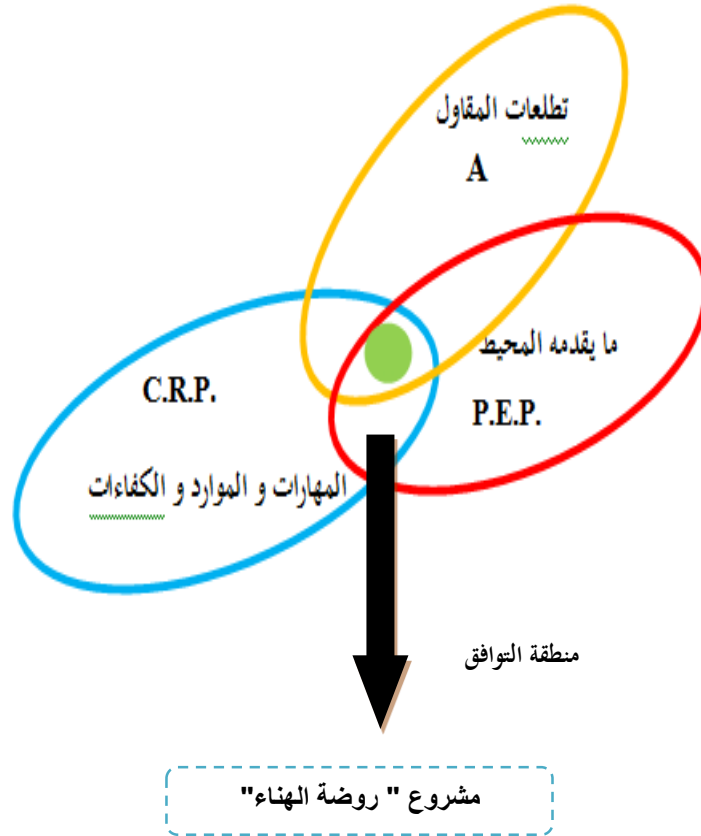 تطلعات المقاول
A
ما يقدمه المحيط
P.E.P.
C.R.P.
المهارات و الموارد و الكفاءات
منطقة التوافق
مشروع " روضة الهناء"